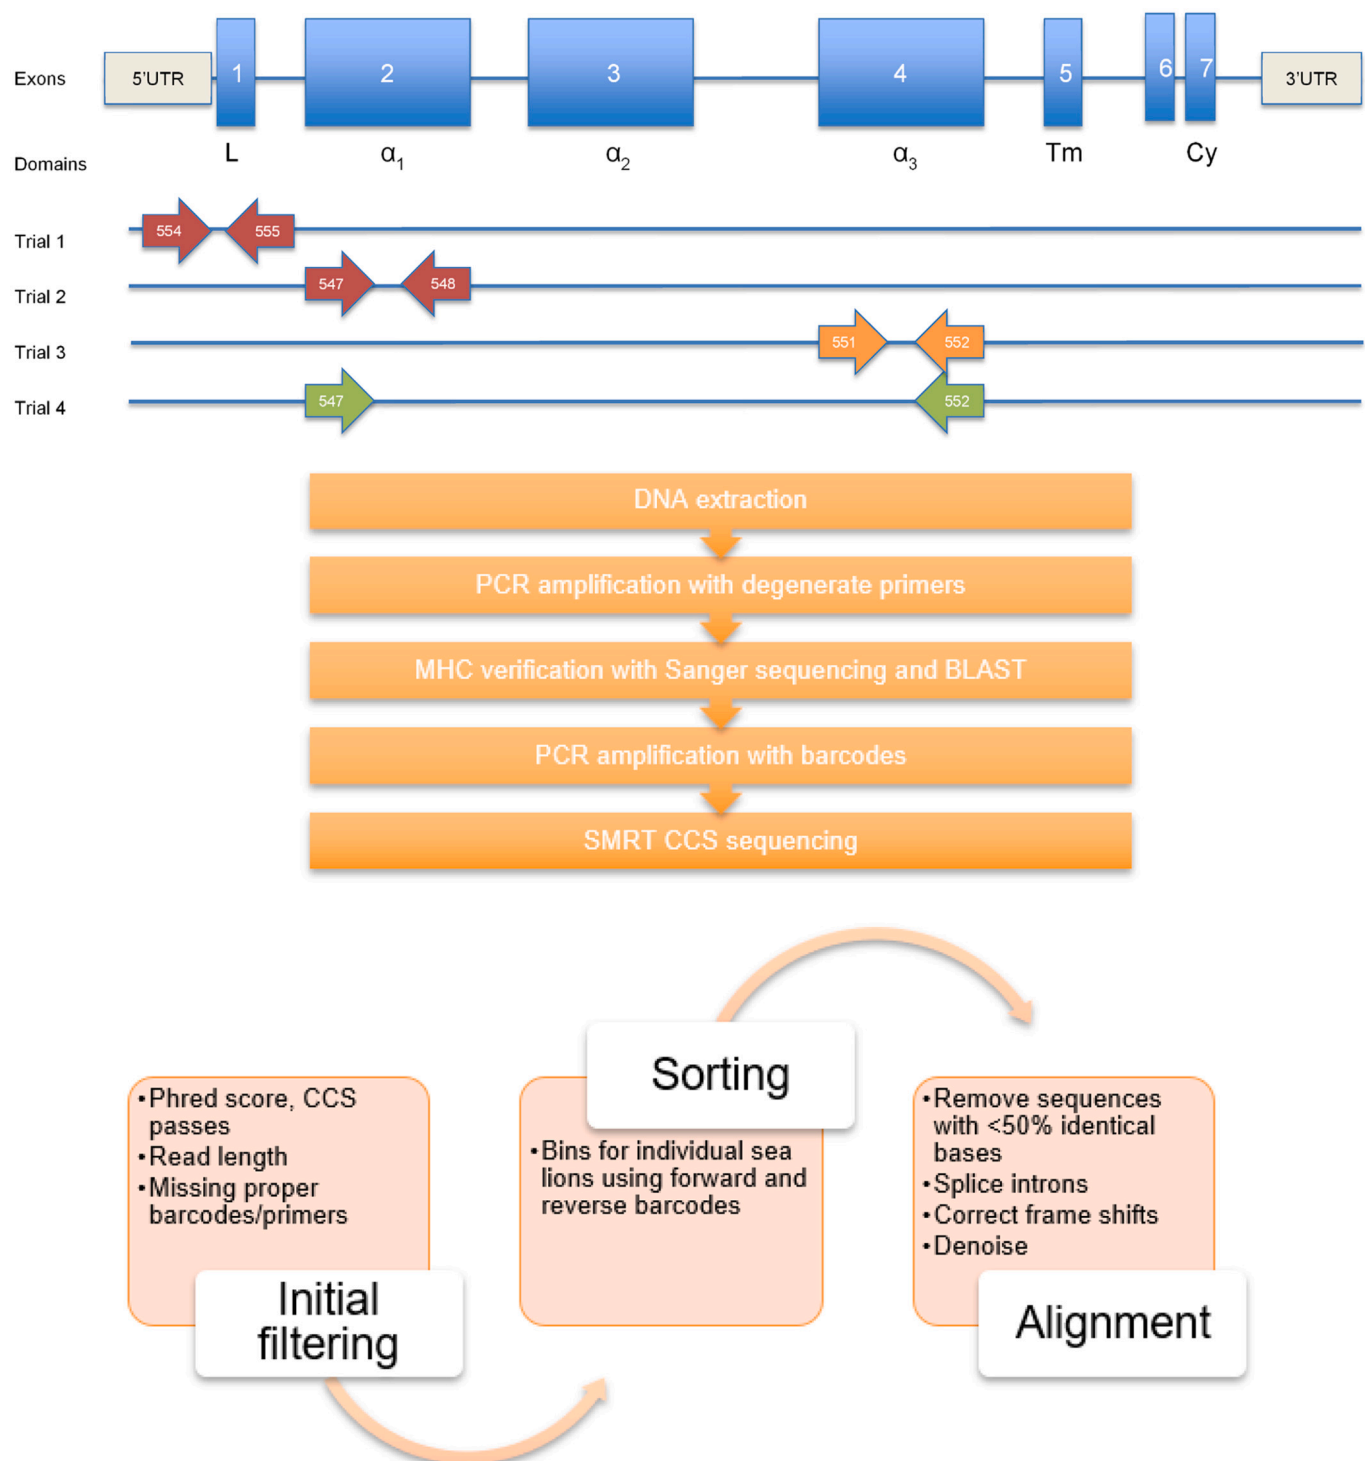 Exons
5'UTR
1
2
3
4
5
6
7
3'UTR
Domains
L
α1
α2
α3
Tm
Cy
Trial 1
554
555
Trial 2
547
548
Trial 3
551
552
Trial 4
547
552
DNA extraction
PCR amplification with degenerate primers
MHC verification with Sanger sequencing and BLAST
PCR amplification with barcodes
SMRT CCS sequencing
•Phred score, CCS
passes
•Read length
•Missing proper
barcodes/primers
Initial
filtering
Sorting
•Bins for individual sea
lions using forward and
reverse barcodes
•Remove sequences
with <50% identical
bases
•Splice introns
•Correct frame shifts
•Denoise
Alignment